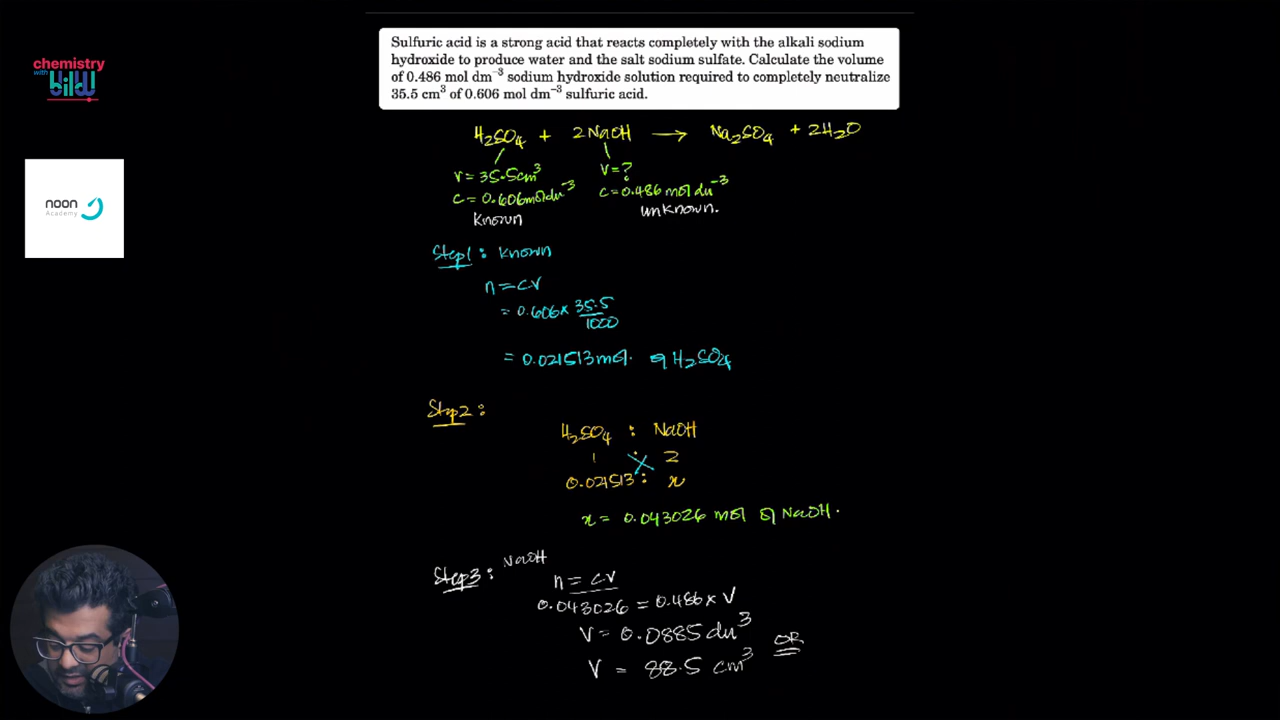 chemistry
with
bildu
noon
Academy
Sulfuric acid is a strong acid that reacts completely with the alkali sodium
hydroxide to produce water and the salt sodium sulfate. Calculate the volume
of 0.486 mol dm⁻³ sodium hydroxide solution required to completely neutralize
35.5 cm³ of 0.606 mol dm⁻³ sulfuric acid.
H₂SO₄ + 2NaOH → Na₂SO₄ + 2H₂O
V = 35.5cm³ V = ?
C = 0.606 mol dm⁻³ C = 0.486 mol dm⁻³
Known unknown.
Step1: Known
n = CV
= 0.606 × 35.5/1000
= 0.021513 mol. of H₂SO₄
Step2:
H₂SO₄ : NaOH
1 : 2
0.021513 : x
x = 0.043026 mol of NaOH.
Step3: NaOH
n = CV
0.043026 = 0.486 × V
V = 0.0885 dm³ OR
V = 88.5 cm³